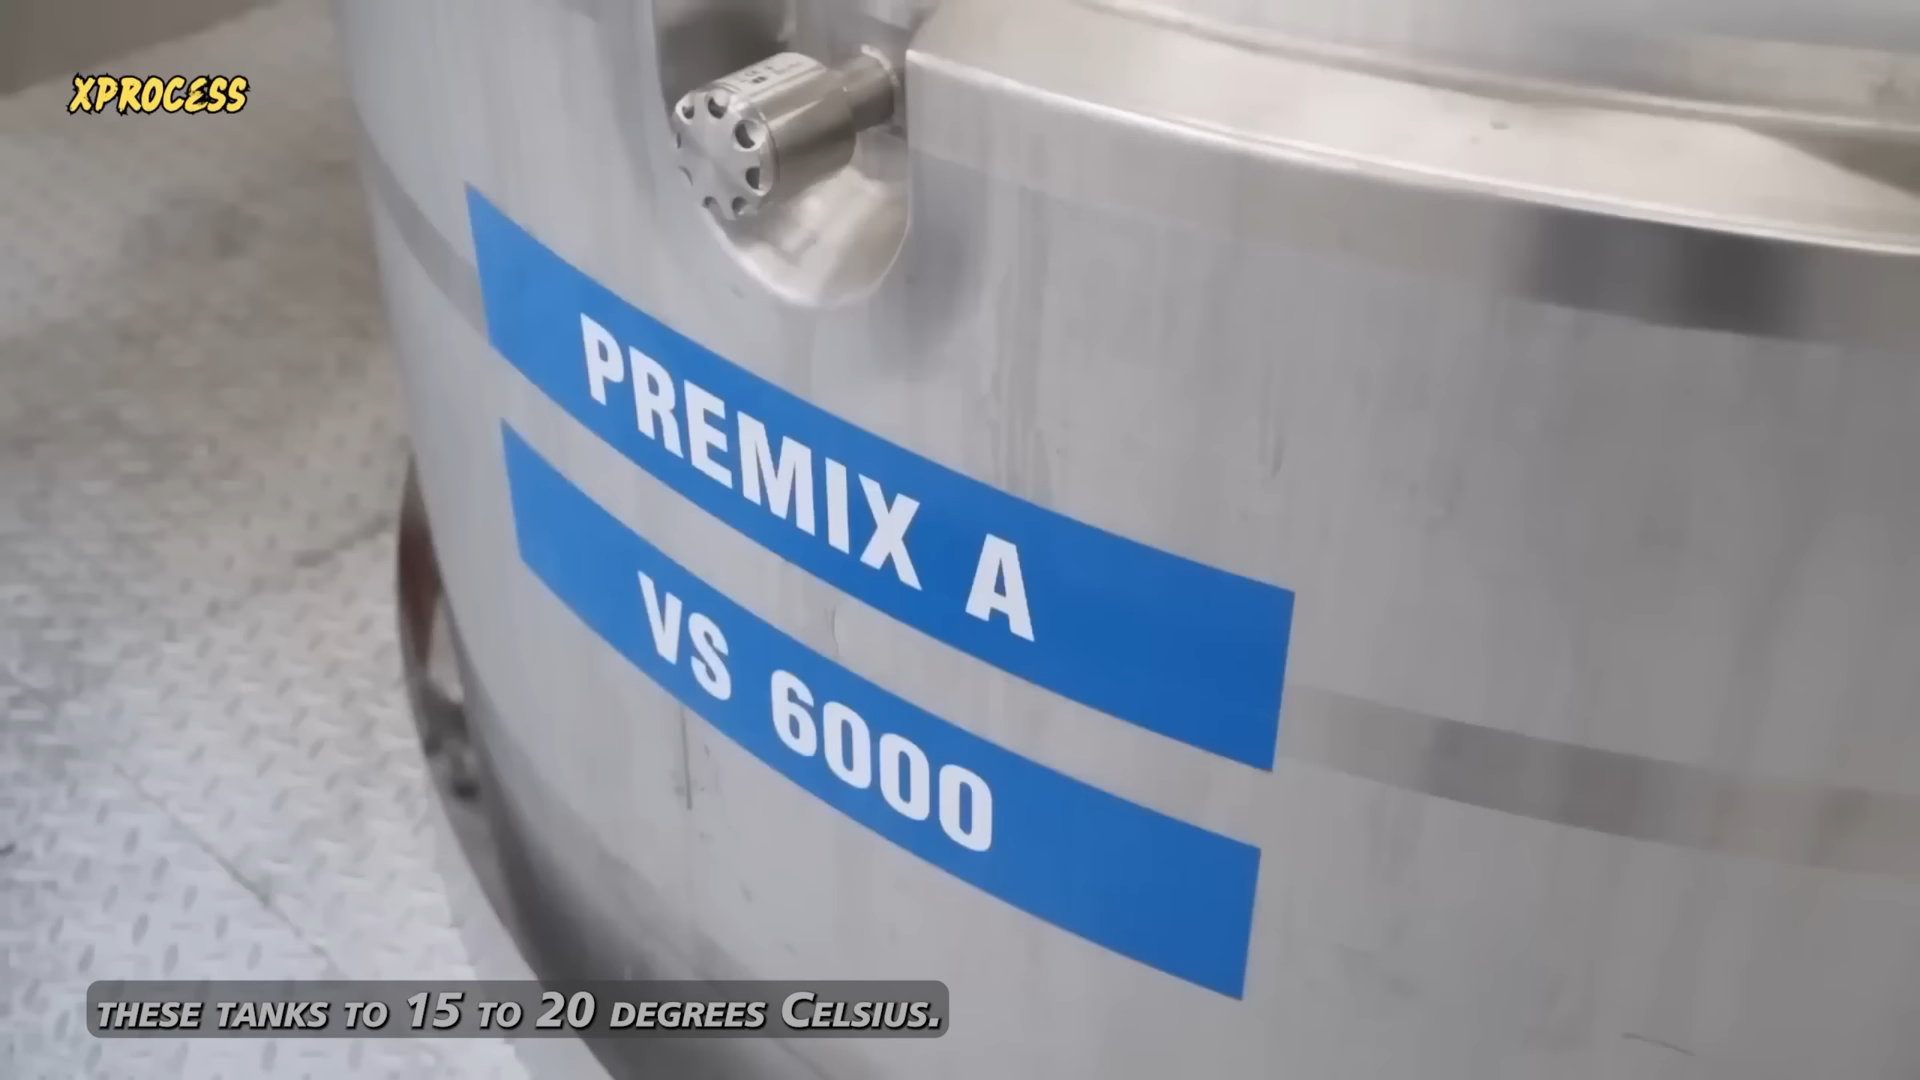 XPROCESS
PREMIX A
VS 6000
THESE TANKS TO 15 TO 20 DEGREES CELSIUS.